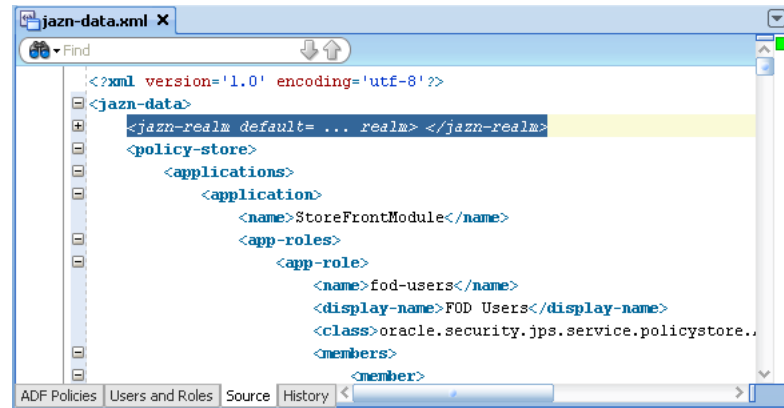 jazn-data.xml
Find
<?xml version='1.0' encoding='utf-8'?>
<jazn-data>
<jazn-realm default= ... realm> </jazn-realm>
<policy-store>
<applications>
<application>
<name>StoreFrontModule</name>
<app-roles>
<app-role>
<name>fod-users</name>
<display-name>FOD Users</display-name>
<class>oracle.security.jps.service.policystore.
<members>
<member>
ADF Policies Users and Roles Source History